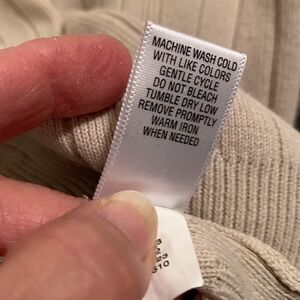 MACHINE WASH COLD
WITH LIKE COLORS
GENTLE CYCLE
DO NOT BLEACH
TUMBLE DRY LOW
REMOVE PROMPTLY
WARM IRON
WHEN NEEDED